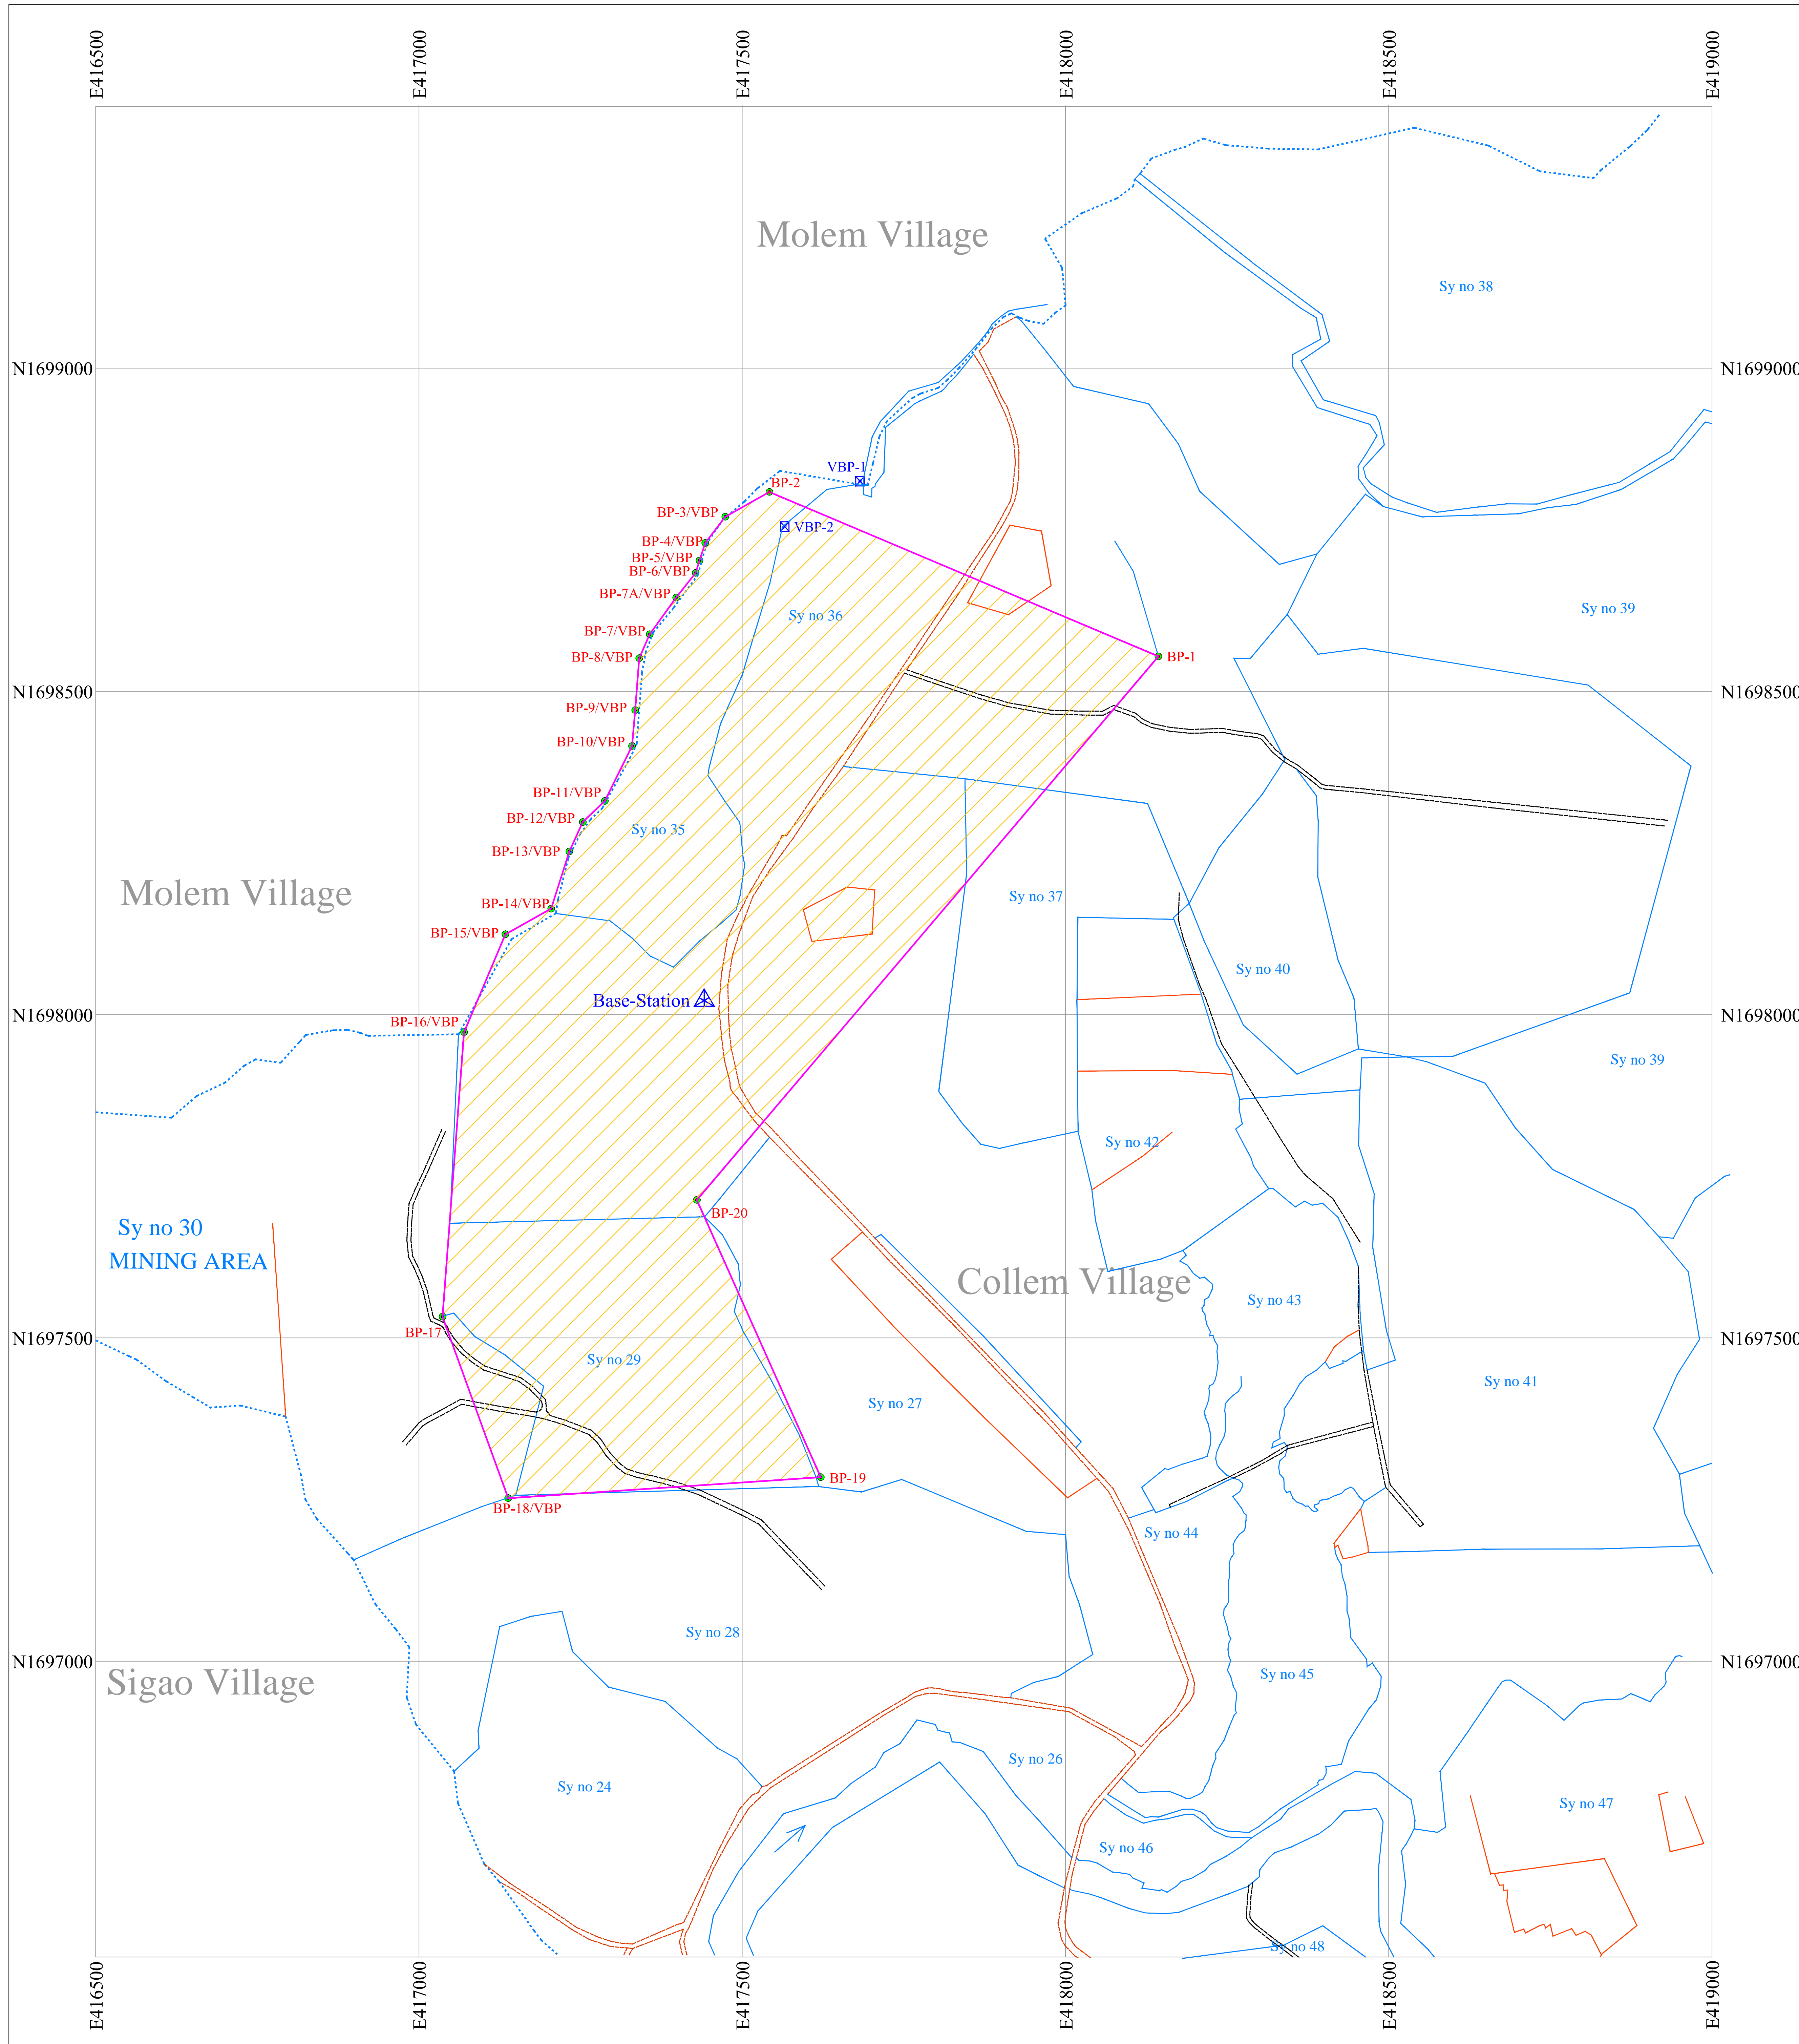 E416500
E417000
E417500
E418000
E418500
E419000
Molem Village
Sy no 38
N1699000
N1699000
VBP-1
BP-2
BP-3/VBP
VBP-2
BP-4/VBP
BP-5/VBP
BP-6/VBP
BP-7A/VBP
Sy no 36
Sy no 39
BP-7/VBP
BP-8/VBP
BP-1
N1698500
N1698500
BP-9/VBP
BP-10/VBP
BP-11/VBP
BP-12/VBP
Sy no 35
BP-13/VBP
Molem Village
Sy no 37
BP-14/VBP
BP-15/VBP
Sy no 40
Base-Station
N1698000
N1698000
BP-16/VBP
Sy no 39
Sy no 42
BP-20
Sy no 30
MINING AREA
Collem Village
Sy no 43
BP-17
N1697500
N1697500
Sy no 29
Sy no 41
Sy no 27
BP-19
BP-18/VBP
Sy no 44
Sy no 28
N1697000
N1697000
Sigao Village
Sy no 45
Sy no 26
Sy no 24
Sy no 47
Sy no 46
Sy no 48
E416500
E417000
E417500
E418000
E418500
E419000